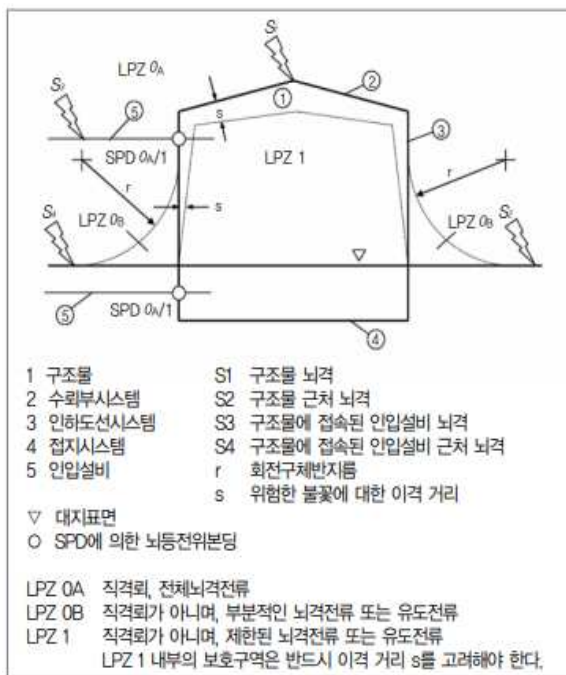 S₁
LPZ 0A
②
①
S₃
⑤
s
③
SPD 0A/1
LPZ 1
r
r
S₄
LPZ 0B
s
LPZ 0B
S₂
▽
⑤
SPD 0A/1
④
1 구조물
2 수뢰부시스템
3 인하도선시스템
4 접지시스템
5 인입설비
S1 구조물 뇌격
S2 구조물 근처 뇌격
S3 구조물에 접속된 인입설비 뇌격
S4 구조물에 접속된 인입설비 근처 뇌격
r 회전구체반지름
s 위험한 불꽃에 대한 이격 거리
▽ 대지표면
○ SPD에 의한 뇌등전위본딩
LPZ 0A 직격뢰, 전체뇌격전류
LPZ 0B 직격뢰가 아니며, 부분적인 뇌격전류 또는 유도전류
LPZ 1 직격뢰가 아니며, 제한된 뇌격전류 또는 유도전류
LPZ 1 내부의 보호구역은 반드시 이격 거리 s를 고려해야 한다.